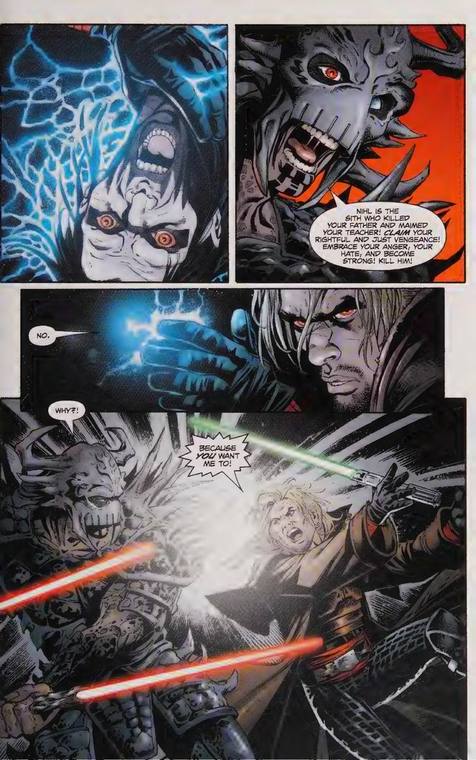 NIHL IS THE
SITH WHO KILLED
YOUR FATHER AND MAIMED
YOUR TEACHER! CLAIM YOUR
RIGHTFUL AND JUST VENGEANCE!
EMBRACE YOUR ANGER, YOUR
HATE, AND BECOME
STRONG! KILL HIM!
NO.
WHY?!
BECAUSE
YOU WANT
ME TO!